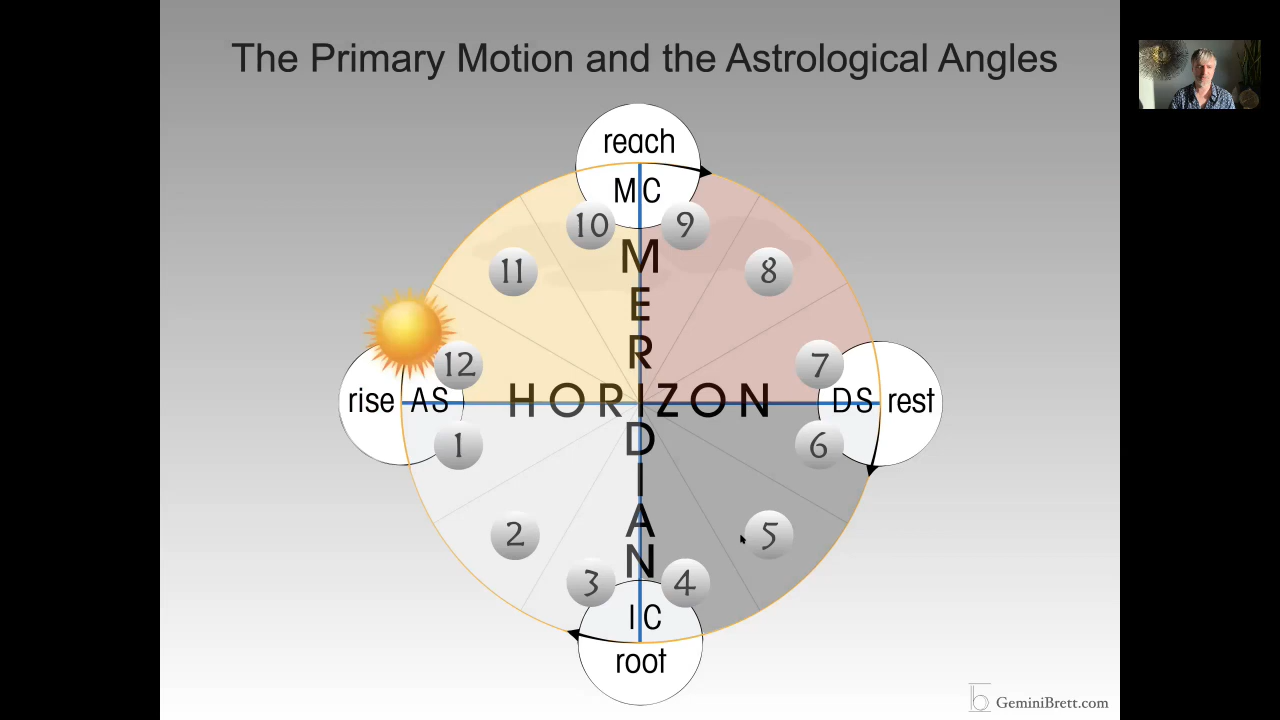 The Primary Motion and the Astrological Angles
reach
MC
10
9
11
8
12
7
MERIDIAN
HORIZON
rise AS
DS rest
1
6
2
5
3
4
IC
root
b GeminiBrett.com